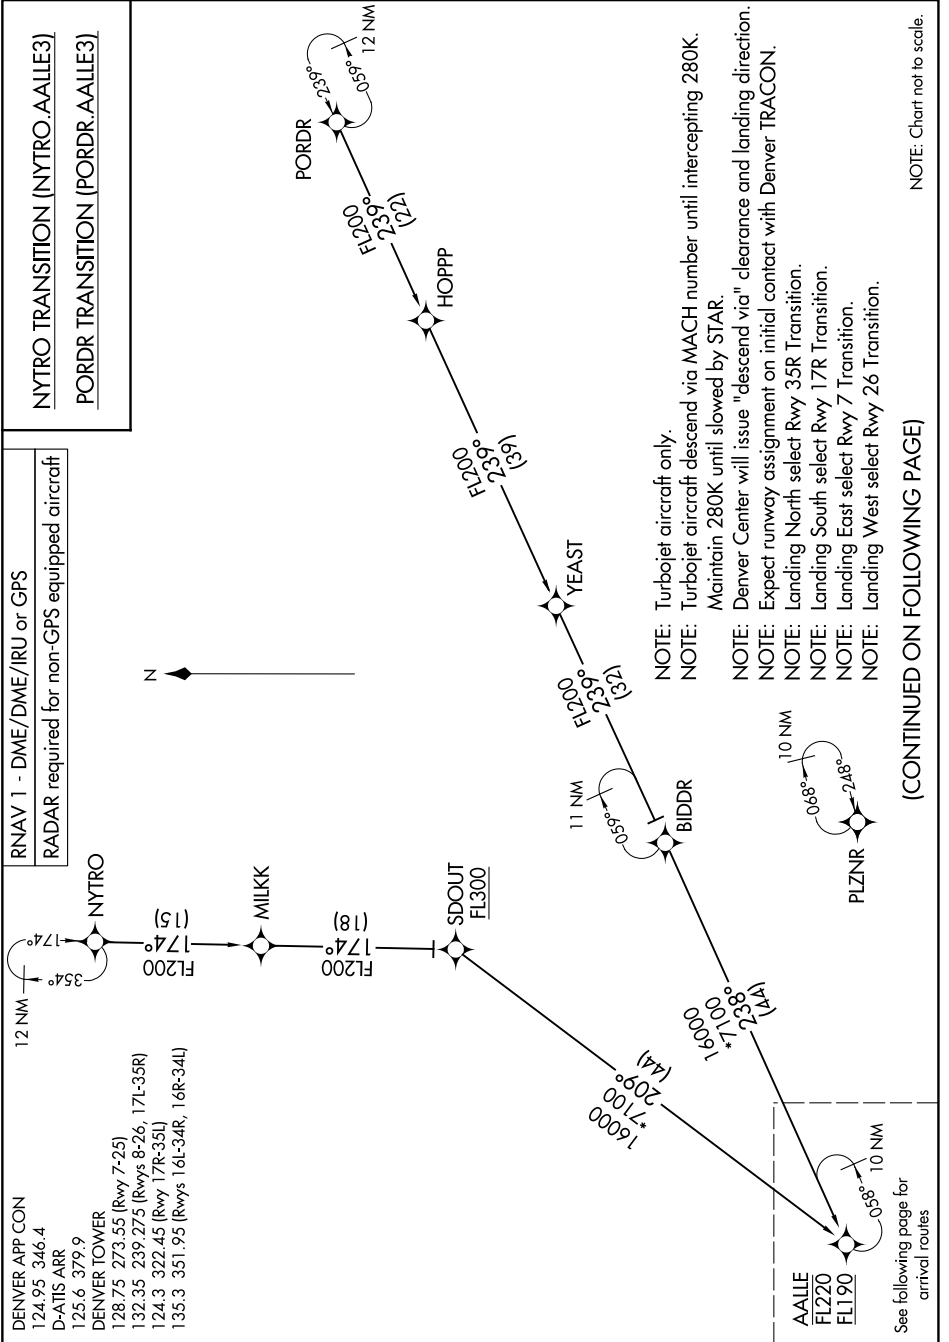 NYTRO TRANSITION (NYTRO.AALLE3)
PORDR TRANSITION (PORDR.AALLE3)
RNAV 1 - DME/DME/IRU or GPS
RADAR required for non-GPS equipped aircraft
DENVER APP CON
124.95 346.4
D-ATIS ARR
125.6 379.9
DENVER TOWER
128.75 273.55 (Rwy 7-25)
132.35 239.275 (Rwys 8-26, 17L-35R)
124.3 322.45 (Rwy 17R-35L)
135.3 351.95 (Rwys 16L-34R, 16R-34L)
12 NM
354°
174°
NYTRO
FL200
174°
(15)
MILKK
FL200
174°
(18)
SDOUT
FL300
16000
*7100
209°
(44)
N
PORDR
239°
059°
12 NM
FL200
239°
(22)
HOPPP
FL200
239°
(39)
YEAST
FL200
239°
(32)
11 NM
059°
BIDDR
16000
*7100
238°
(44)
AALLE
FL220
FL190
058°
10 NM
See following page for
arrival routes
PLZNR
068°
248°
10 NM
NOTE: Turbojet aircraft only.
NOTE: Turbojet aircraft descend via MACH number until intercepting 280K.
Maintain 280K until slowed by STAR.
NOTE: Denver Center will issue "descend via" clearance and landing direction.
NOTE: Expect runway assignment on initial contact with Denver TRACON.
NOTE: Landing North select Rwy 35R Transition.
NOTE: Landing South select Rwy 17R Transition.
NOTE: Landing East select Rwy 7 Transition.
NOTE: Landing West select Rwy 26 Transition.
(CONTINUED ON FOLLOWING PAGE)
NOTE: Chart not to scale.